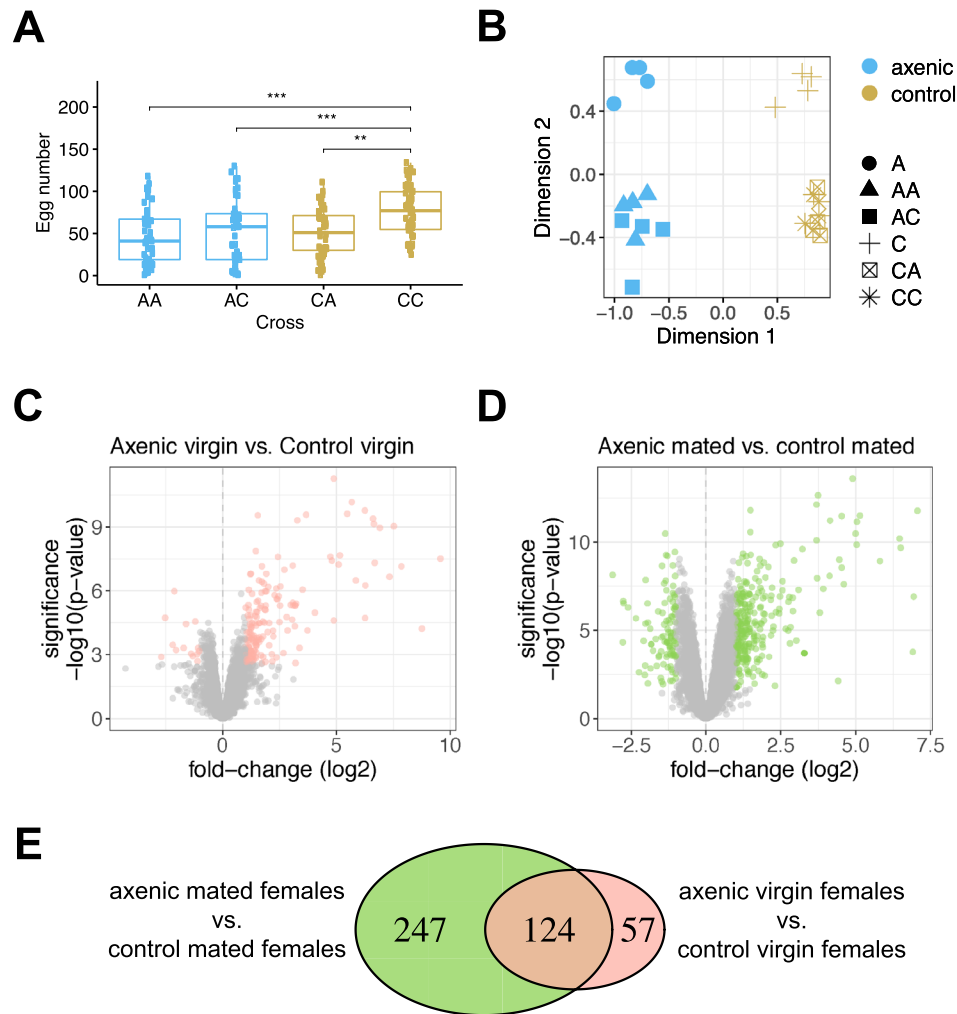 A
Egg number
200
150
100
50
0
***
***
**
AA AC CA CC
Cross
B
Dimension 2
0.4
0.0
−0.4
−1.0 −0.5 0.0 0.5
Dimension 1
axenic
control
A
AA
AC
C
CA
CC
C
Axenic virgin vs. Control virgin
significance
−log10(p−value)
9
6
3
0
0 5 10
fold−change (log2)
D
Axenic mated vs. control mated
significance
−log10(p−value)
10
5
0
−2.5 0.0 2.5 5.0 7.5
fold−change (log2)
E
axenic mated females
vs.
control mated females
247 124 57
axenic virgin females
vs.
control virgin females